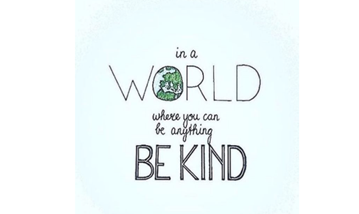 in a
WORLD
where you can
be anything
BE KIND